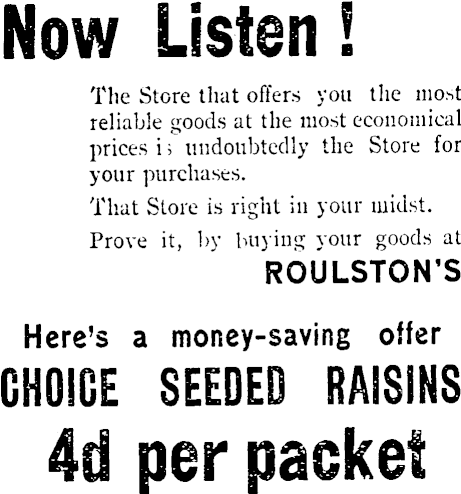 Now Listen!
The Store that offers you the most
reliable goods at the most economical
prices is undoubtedly the Store for
your purchases.
That Store is right in your midst.
Prove it, by buying your goods at
ROULSTON'S
Here's a money-saving offer
CHOICE SEEDED RAISINS
4d per packet